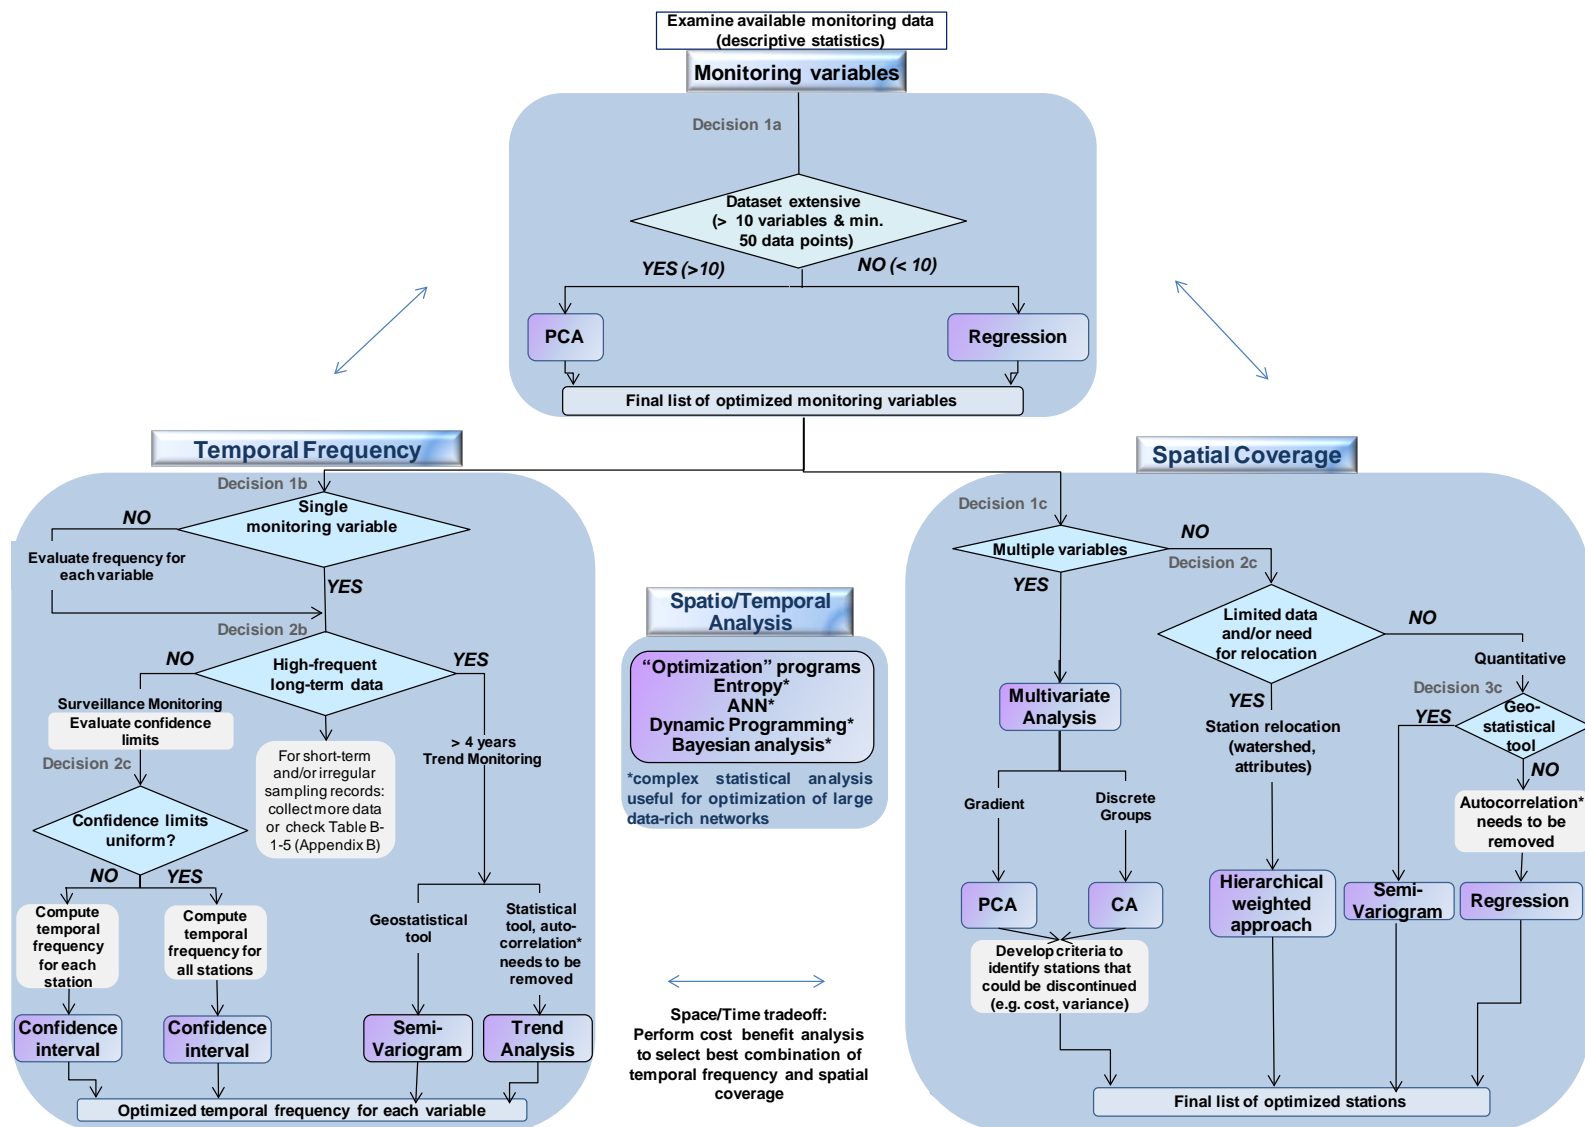 Examine available monitoring data
(descriptive statistics)
Monitoring variables
Decision 1a
Dataset extensive
(> 10 variables & min.
50 data points)
YES (>10)
NO (< 10)
PCA
Regression
Final list of optimized monitoring variables
Temporal Frequency
Decision 1b
Single
monitoring variable
NO
Evaluate frequency for
each variable
YES
Decision 2b
High-frequent
long-term data
NO
YES
Surveillance Monitoring
Evaluate confidence
limits
Decision 2c
Confidence limits
uniform?
For short-term
and/or irregular
sampling records:
collect more data
or check Table B-
1-5 (Appendix B)
> 4 years
Trend Monitoring
NO
YES
Compute
temporal
frequency
for each
station
Compute
temporal
frequency for
all stations
Geostatistical
tool
Statistical
tool, auto-
correlation*
needs to be
removed
Confidence
interval
Confidence
interval
Semi-
Variogram
Trend
Analysis
Optimized temporal frequency for each variable
Spatio/Temporal
Analysis
“Optimization” programs
Entropy*
ANN*
Dynamic Programming*
Bayesian analysis*
*complex statistical analysis
useful for optimization of large
data-rich networks
Space/Time tradeoff:
Perform cost benefit analysis
to select best combination of
temporal frequency and spatial
coverage
Spatial Coverage
Decision 1c
Multiple variables
NO
YES
Decision 2c
Limited data
and/or need
for relocation
NO
Quantitative
Decision 3c
YES
YES
Geo-
statistical
tool
NO
Multivariate
Analysis
Station relocation
(watershed,
attributes)
Gradient
Discrete
Groups
Autocorrelation*
needs to be
removed
PCA
CA
Hierarchical
weighted
approach
Semi-
Variogram
Regression
Develop criteria to
identify stations that
could be discontinued
(e.g. cost, variance)
Final list of optimized stations